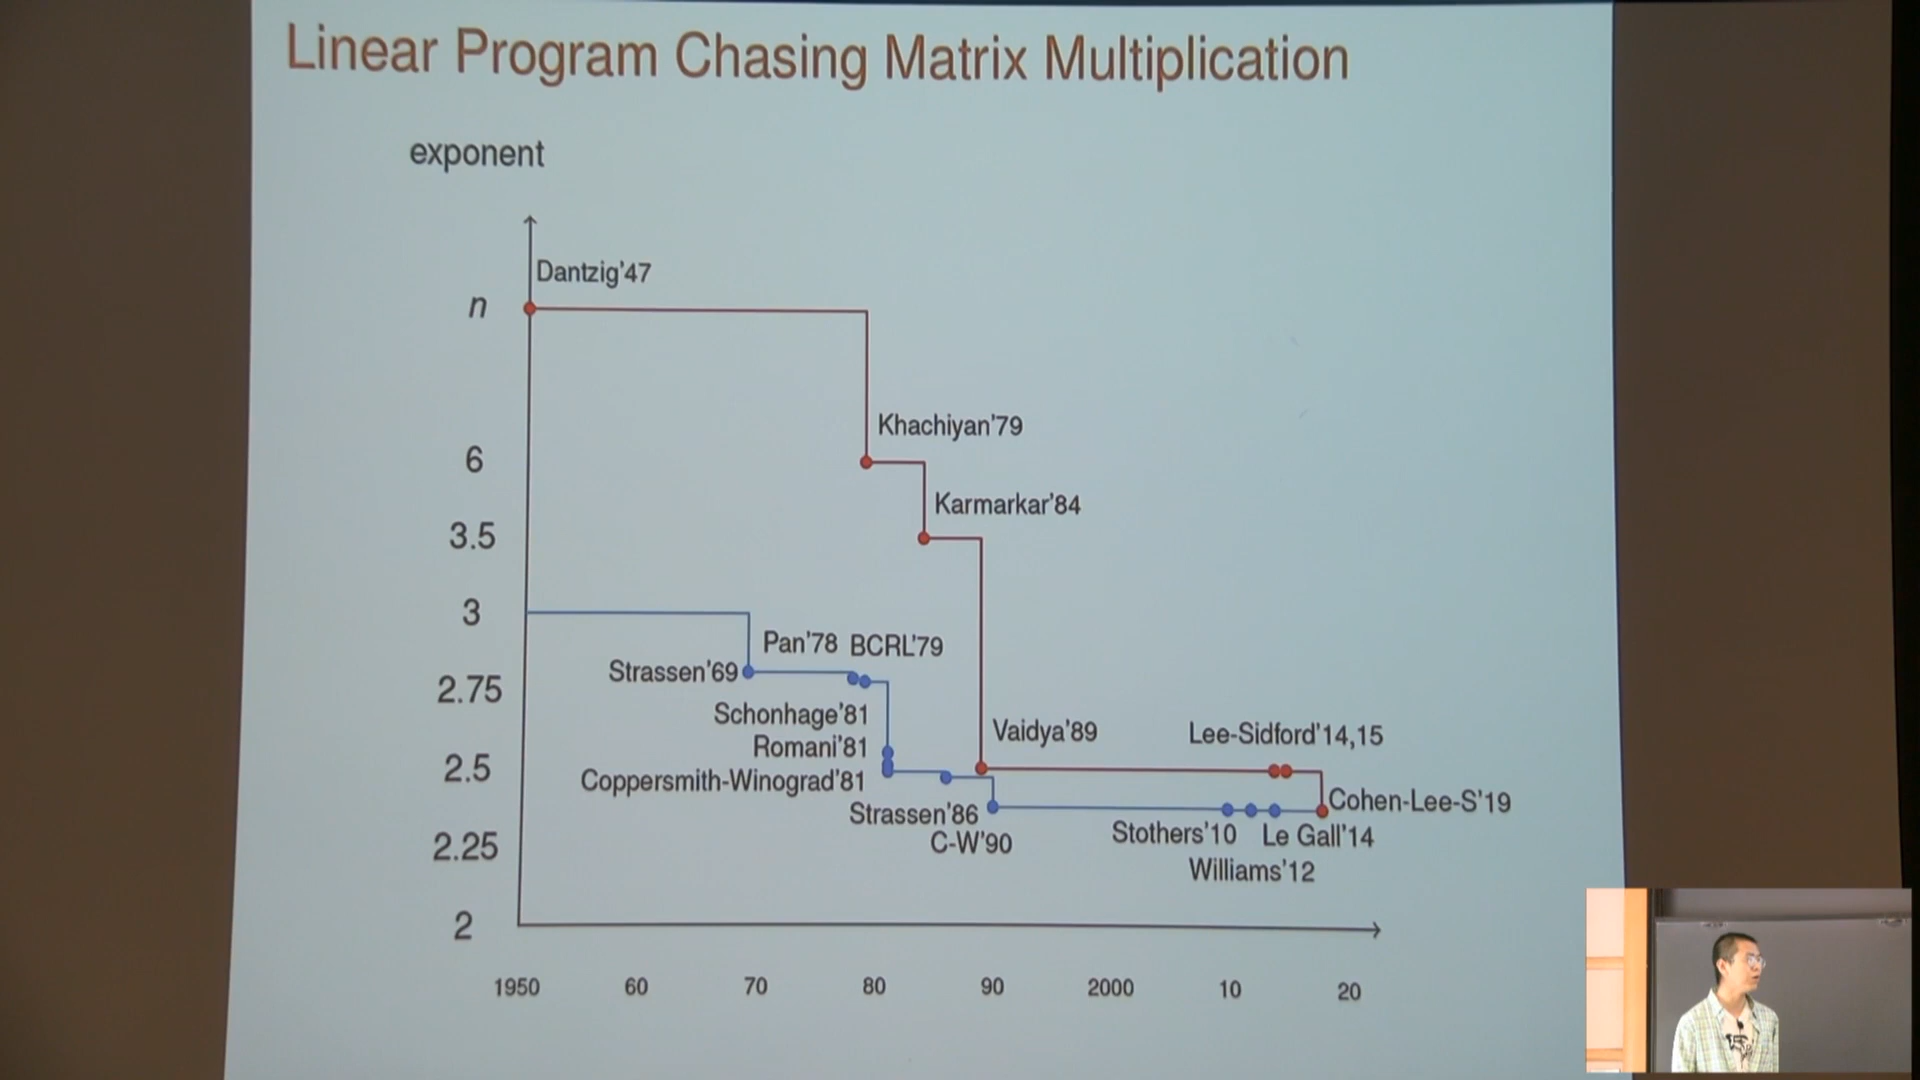 Linear Program Chasing Matrix Multiplication
exponent
Dantzig'47
n
Khachiyan'79
6
Karmarkar'84
3.5
3
Pan'78 BCRL'79
Strassen'69
2.75
Schonhage'81
Vaidya'89
Lee-Sidford'14,15
Romani'81
2.5
Coppersmith-Winograd'81
Cohen-Lee-S'19
Strassen'86
Stothers'10 Le Gall'14
C-W'90
2.25
Williams'12
2
1950 60 70 80 90 2000 10 20